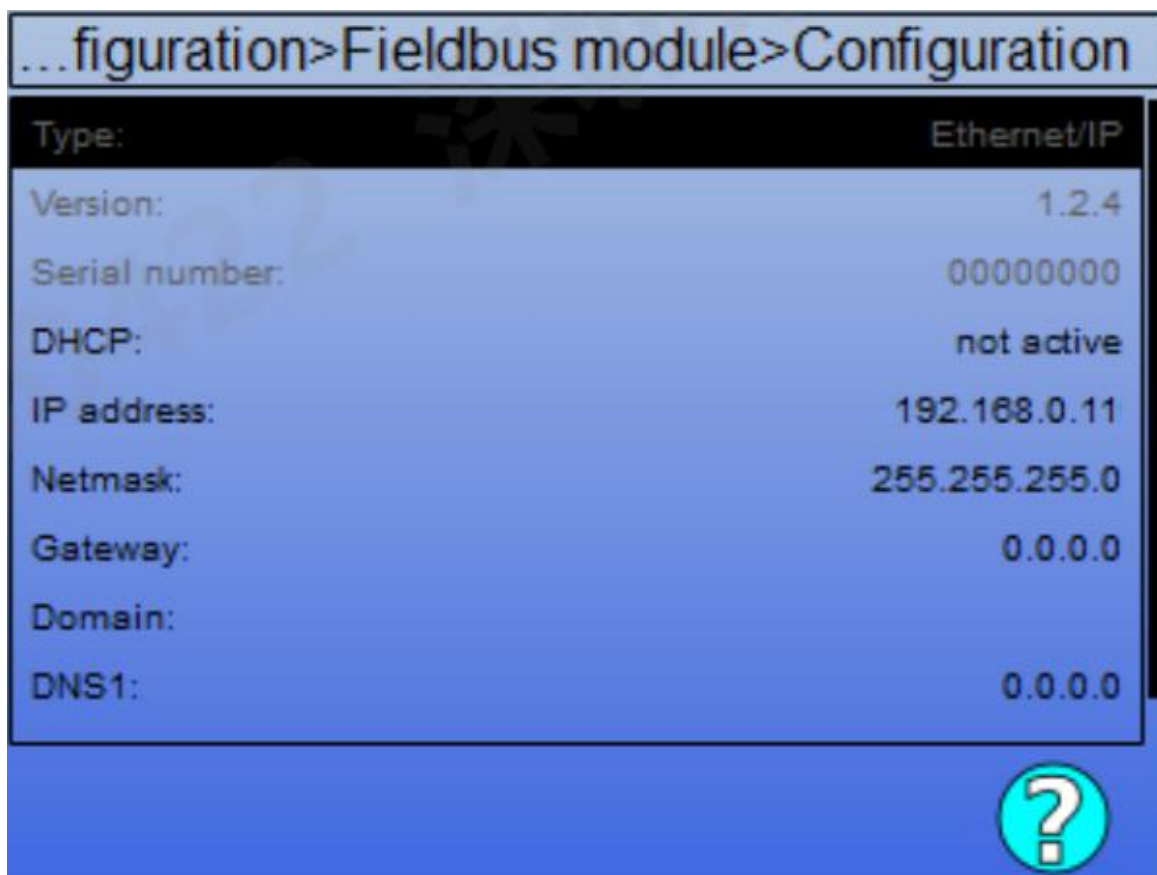 ...figuration>Fieldbus module>Configuration
Type: Ethernet/IP
Version: 1.2.4
Serial number: 00000000
DHCP: not active
IP address: 192.168.0.11
Netmask: 255.255.255.0
Gateway: 0.0.0.0
Domain:
DNS1: 0.0.0.0
?